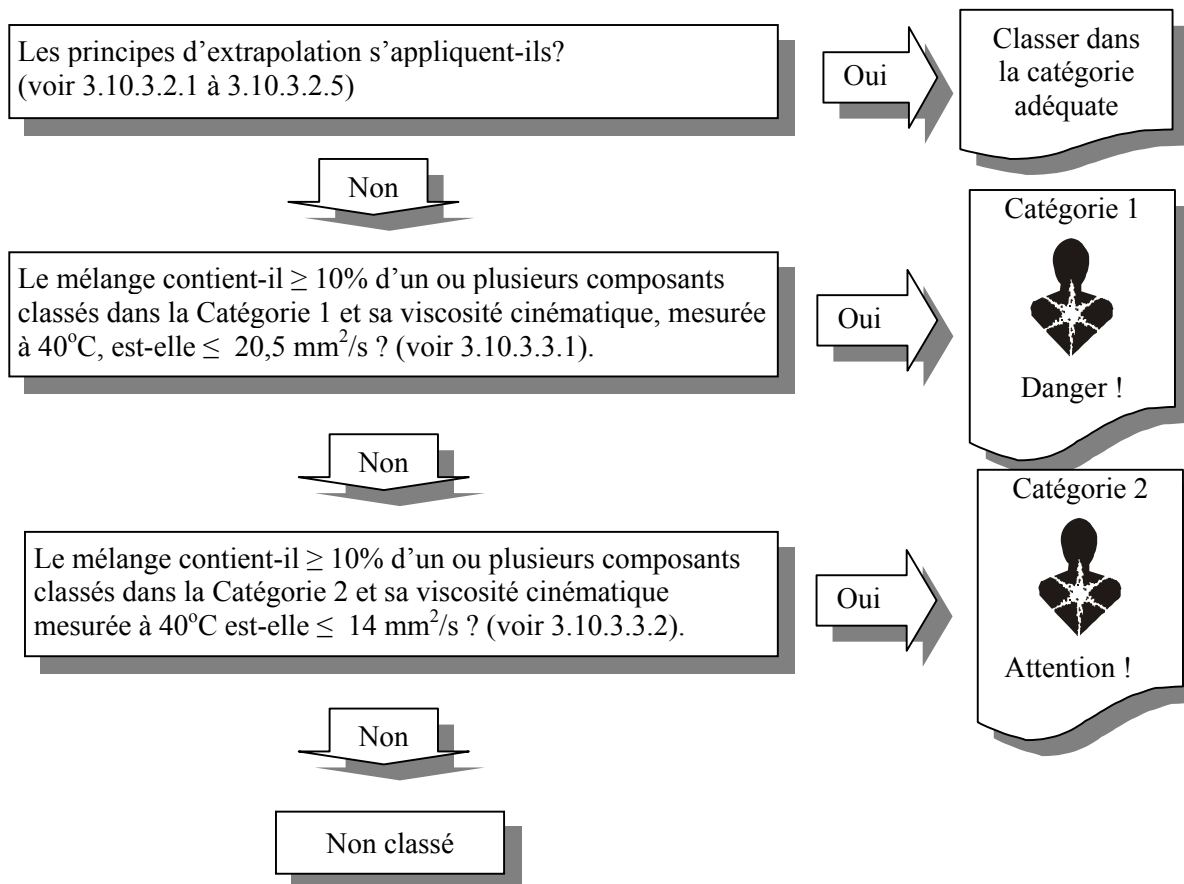 Les principes d'extrapolation s'appliquent-ils?
(voir 3.10.3.2.1 à 3.10.3.2.5)
Oui
Classer dans
la catégorie
adéquate
Non
Le mélange contient-il ≥ 10% d'un ou plusieurs composants
classés dans la Catégorie 1 et sa viscosité cinématique, mesurée
à 40°C, est-elle ≤ 20,5 mm²/s ? (voir 3.10.3.3.1).
Oui
Catégorie 1
Danger !
Non
Le mélange contient-il ≥ 10% d'un ou plusieurs composants
classés dans la Catégorie 2 et sa viscosité cinématique
mesurée à 40°C est-elle ≤ 14 mm²/s ? (voir 3.10.3.3.2).
Oui
Catégorie 2
Attention !
Non
Non classé